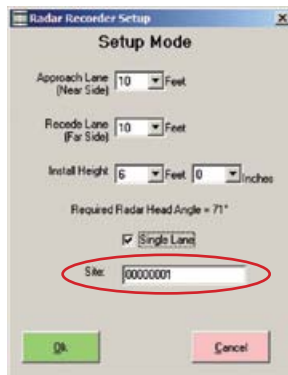 Radar Recorder Setup
Setup Mode
Approach Lane (Near Side) 10 Feet
Recede Lane (Far Side) 10 Feet
Install Height 6 Feet 0 Inches
Required Radar Head Angle = 71°
Single Lane
Site: 00000001
Ok Cancel